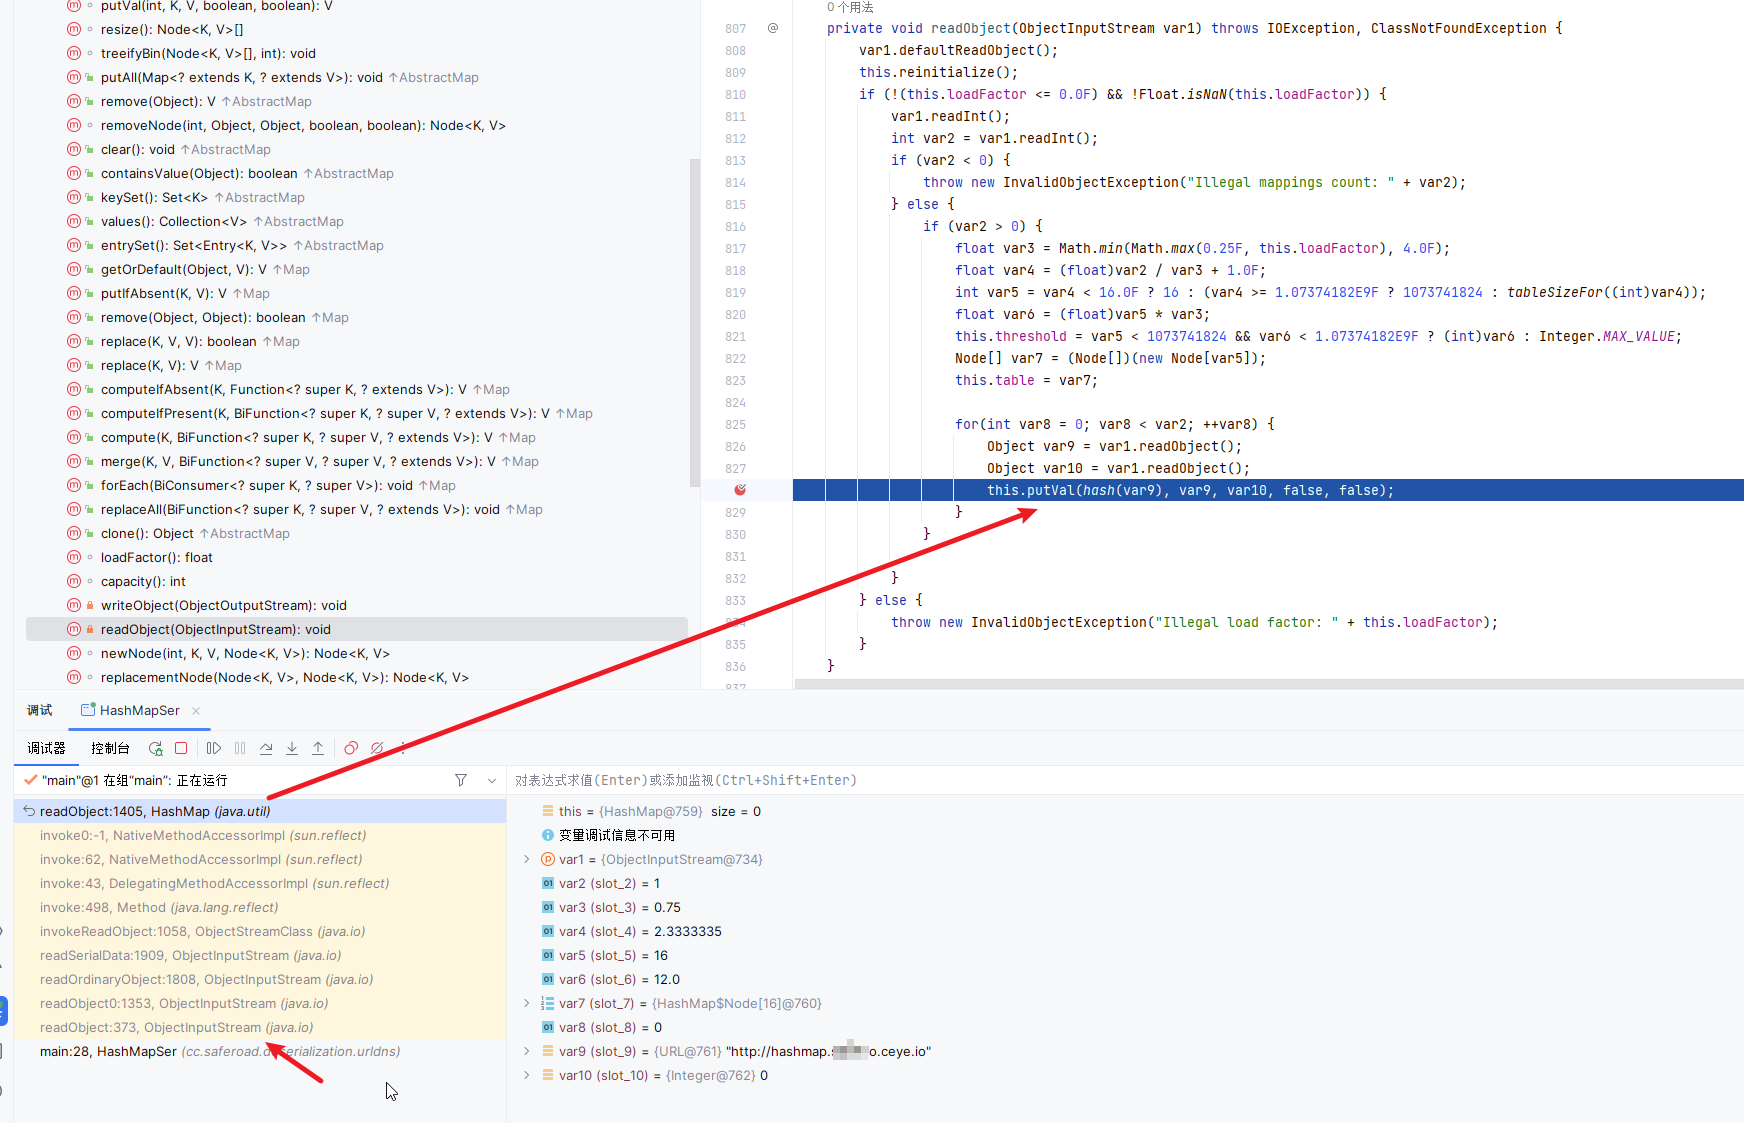 putVal(int, K, V, boolean, boolean): V
resize(): Node<K, V>[]
treeifyBin(Node<K, V>[], int): void
putAll(Map<? extends K, ? extends V>): void ↑AbstractMap
remove(Object): V ↑AbstractMap
removeNode(int, Object, Object, boolean, boolean): Node<K, V>
clear(): void ↑AbstractMap
containsValue(Object): boolean ↑AbstractMap
keySet(): Set<K> ↑AbstractMap
values(): Collection<V> ↑AbstractMap
entrySet(): Set<Entry<K, V>> ↑AbstractMap
getOrDefault(Object, V): V ↑Map
putIfAbsent(K, V): V ↑Map
remove(Object, Object): boolean ↑Map
replace(K, V, V): boolean ↑Map
replace(K, V): V ↑Map
computeIfAbsent(K, Function<? super K, ? extends V>): V ↑Map
computeIfPresent(K, BiFunction<? super K, ? super V, ? extends V>): V ↑Map
compute(K, BiFunction<? super K, ? super V, ? extends V>): V ↑Map
merge(K, V, BiFunction<? super V, ? super V, ? extends V>): V ↑Map
forEach(BiConsumer<? super K, ? super V>): void ↑Map
replaceAll(BiFunction<? super K, ? super V, ? extends V>): void ↑Map
clone(): Object ↑AbstractMap
loadFactor(): float
capacity(): int
writeObject(ObjectOutputStream): void
readObject(ObjectInputStream): void
newNode(int, K, V, Node<K, V>): Node<K, V>
replacementNode(Node<K, V>, Node<K, V>): Node<K, V>
0 个用法
807 @ private void readObject(ObjectInputStream var1) throws IOException, ClassNotFoundException {
808 var1.defaultReadObject();
809 this.reinitialize();
810 if (!(this.loadFactor <= 0.0F) && !Float.isNaN(this.loadFactor)) {
811 var1.readInt();
812 int var2 = var1.readInt();
813 if (var2 < 0) {
814 throw new InvalidObjectException("Illegal mappings count: " + var2);
815 } else {
816 if (var2 > 0) {
817 float var3 = Math.min(Math.max(0.25F, this.loadFactor), 4.0F);
818 float var4 = (float)var2 / var3 + 1.0F;
819 int var5 = var4 < 16.0F ? 16 : (var4 >= 1.07374182E9F ? 1073741824 : tableSizeFor((int)var4));
820 float var6 = (float)var5 * var3;
821 this.threshold = var5 < 1073741824 && var6 < 1.07374182E9F ? (int)var6 : Integer.MAX_VALUE;
822 Node[] var7 = (Node[])(new Node[var5]);
823 this.table = var7;
824
825 for(int var8 = 0; var8 < var2; ++var8) {
826 Object var9 = var1.readObject();
827 Object var10 = var1.readObject();
this.putVal(hash(var9), var9, var10, false, false);
829 }
830 }
831
832 }
833 } else {
834 throw new InvalidObjectException("Illegal load factor: " + this.loadFactor);
835 }
836 }
837
调试 HashMapSer ×
调试器 控制台
"main"@1 在组"main": 正在运行
readObject:1405, HashMap (java.util)
invoke0:-1, NativeMethodAccessorImpl (sun.reflect)
invoke:62, NativeMethodAccessorImpl (sun.reflect)
invoke:43, DelegatingMethodAccessorImpl (sun.reflect)
invoke:498, Method (java.lang.reflect)
invokeReadObject:1058, ObjectStreamClass (java.io)
readSerialData:1909, ObjectInputStream (java.io)
readOrdinaryObject:1808, ObjectInputStream (java.io)
readObject0:1353, ObjectInputStream (java.io)
readObject:373, ObjectInputStream (java.io)
main:28, HashMapSer (cc.saferoad.
对表达式求值(Enter)或添加监视(Ctrl+Shift+Enter)
this = {HashMap@759} size = 0
变量调试信息不可用
var1 = {ObjectInputStream@734}
var2 (slot_2) = 1
var3 (slot_3) = 0.75
var4 (slot_4) = 2.3333335
var5 (slot_5) = 16
var6 (slot_6) = 12.0
var7 (slot_7) = {HashMap$Node[16]@760}
var8 (slot_8) = 0
var9 (slot_9) = {URL@761} "http://hashmap. o.ceye.io"
var10 (slot_10) = {Integer@762} 0